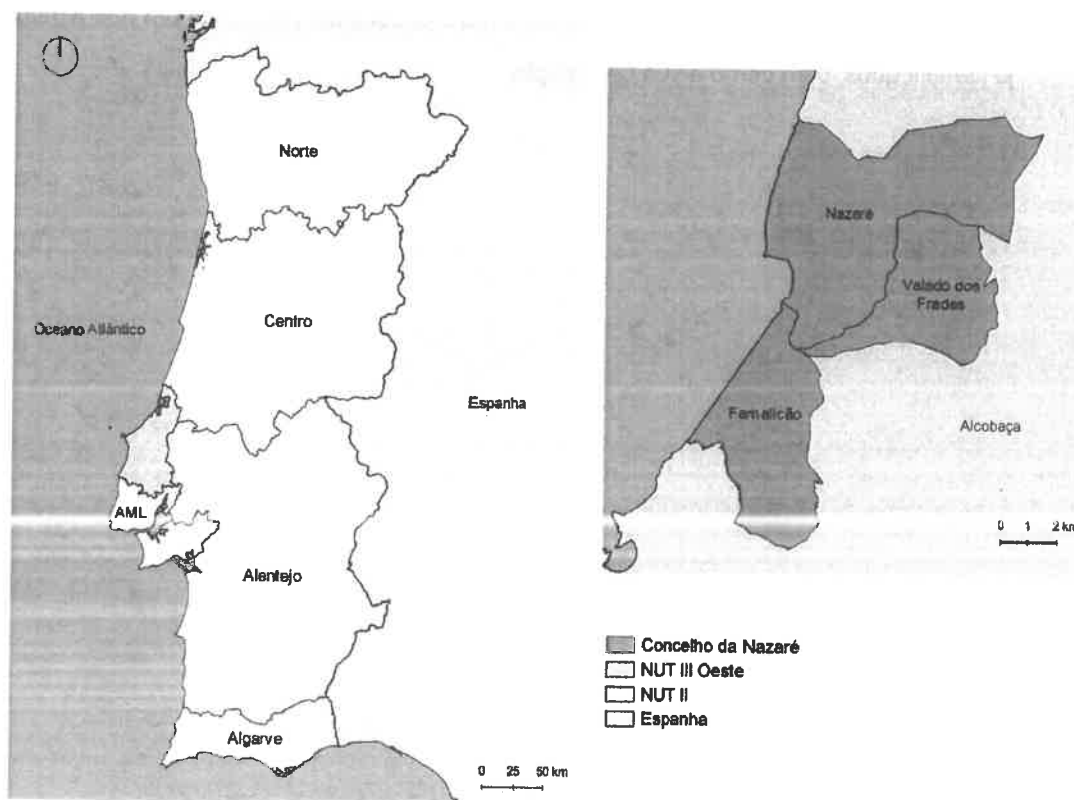 Norte
Centro
Oceano Atlântico
Espanha
AML
Alentejo
Algarve
0 25 50 km
Nazaré
Valado dos
Frades
Famalicão
Alcobaça
0 1 2 km
Concelho da Nazaré
NUT III Oeste
NUT II
Espanha